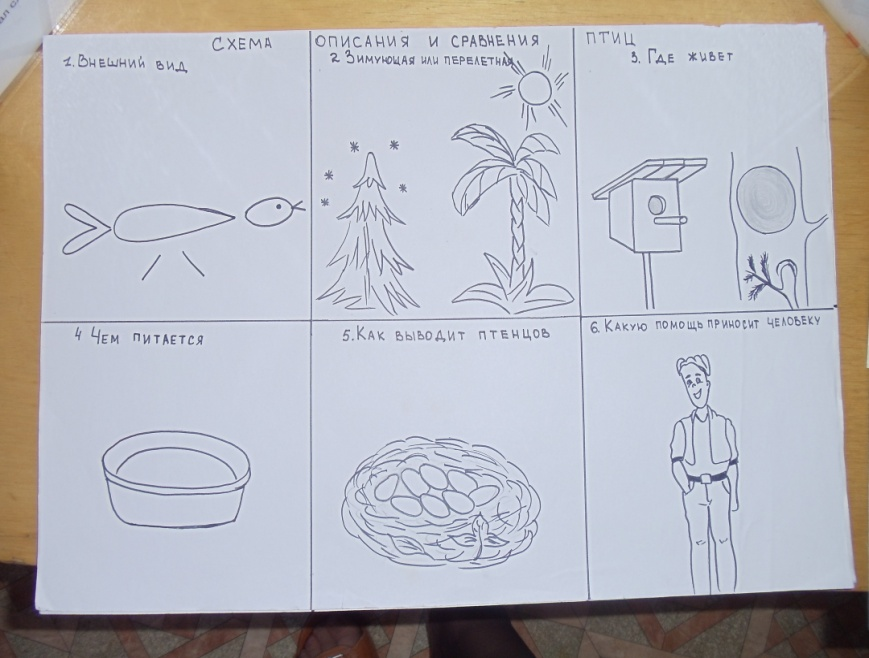 СХЕМА ОПИСАНИЯ И СРАВНЕНИЯ ПТИЦ
1. ВНЕШНИЙ ВИД
2 ЗИМУЮЩАЯ ИЛИ ПЕРЕЛЕТНАЯ
3. ГДЕ ЖИВЕТ
4 ЧЕМ ПИТАЕТСЯ
5. КАК ВЫВОДИТ ПТЕНЦОВ
6. КАКУЮ ПОМОЩЬ ПРИНОСИТ ЧЕЛОВЕКУ